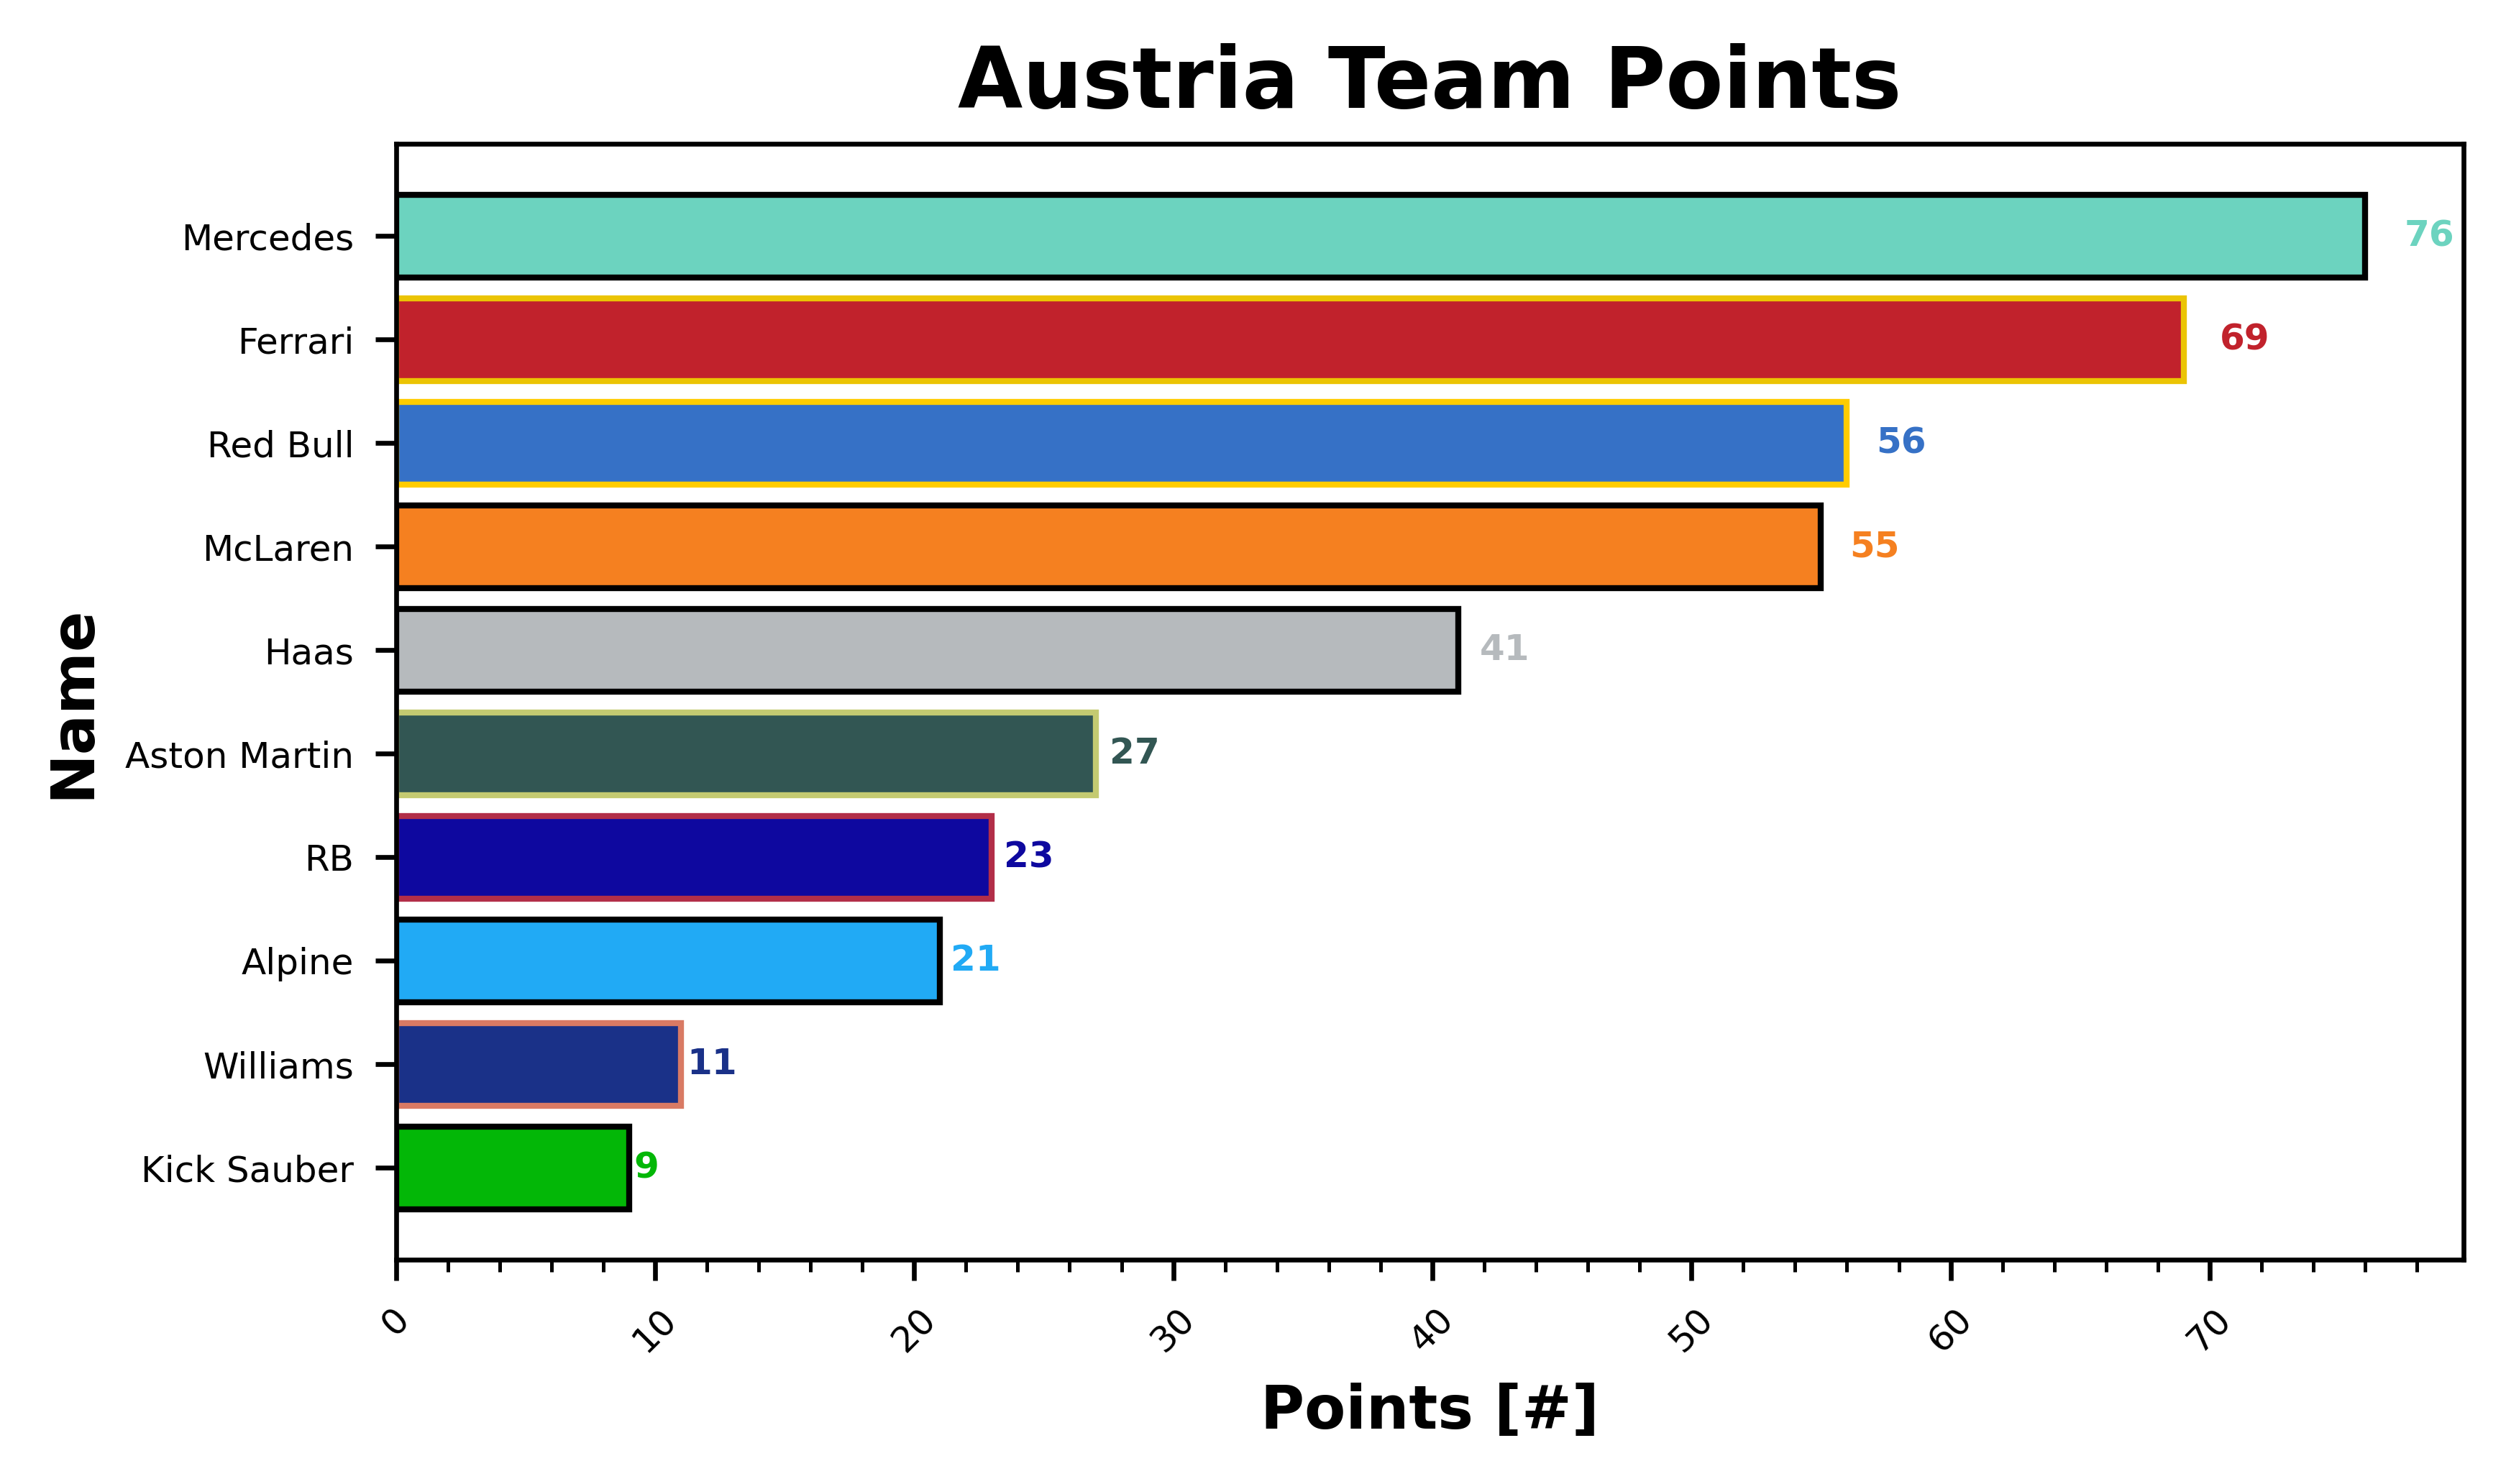 Austria Team Points
Name
Mercedes
76
Ferrari
69
Red Bull
56
McLaren
55
Haas
41
Aston Martin
27
RB
23
Alpine
21
Williams
11
Kick Sauber
9
0 10 20 30 40 50 60 70
Points [#]